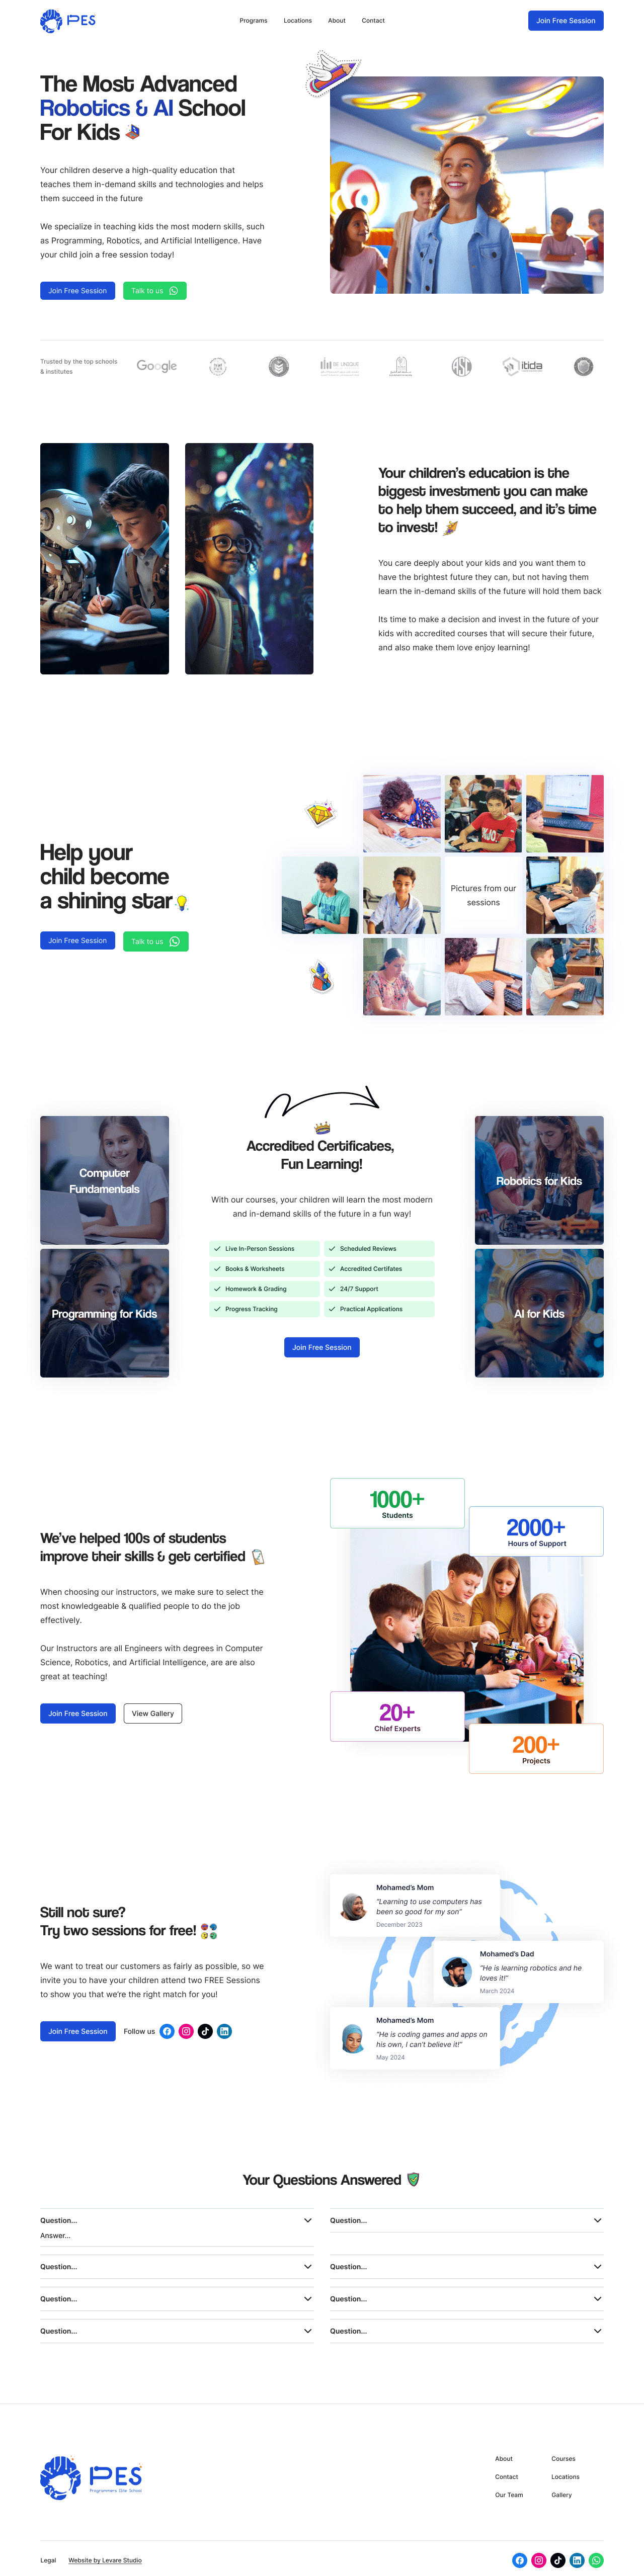 PES
Programs
Locations
About
Contact
Join Free Session
The Most Advanced
Robotics & AI School
For Kids
Your children deserve a high-quality education that
teaches them in-demand skills and technologies and helps
them succeed in the future
We specialize in teaching kids the most modern skills, such
as Programming, Robotics, and Artificial Intelligence. Have
your child join a free session today!
Join Free Session
Talk to us
Trusted by the top schools
& institutes
Google
BE UNIQUE
ASU
itida
Your children's education is the
biggest investment you can make
to help them succeed, and it's time
to invest!
You care deeply about your kids and you want them to
have the brightest future they can, but not having them
learn the in-demand skills of the future will hold them back
Its time to make a decision and invest in the future of your
kids with accredited courses that will secure their future,
and also make them love enjoy learning!
Help your
child become
a shining star
Join Free Session
Talk to us
Pictures from our
sessions
Computer
Fundamentals
Programming for Kids
Accredited Certificates,
Fun Learning!
With our courses, your children will learn the most modern
and in-demand skills of the future in a fun way!
Live In-Person Sessions
Scheduled Reviews
Books & Worksheets
Accredited Certifates
Homework & Grading
24/7 Support
Progress Tracking
Practical Applications
Join Free Session
Robotics for Kids
AI for Kids
We've helped 100s of students
improve their skills & get certified
When choosing our instructors, we make sure to select the
most knowledgeable & qualified people to do the job
effectively.
Our Instructors are all Engineers with degrees in Computer
Science, Robotics, and Artificial Intelligence, are are also
great at teaching!
Join Free Session
View Gallery
1000+
Students
2000+
Hours of Support
20+
Chief Experts
200+
Projects
Still not sure?
Try two sessions for free!
We want to treat our customers as fairly as possible, so we
invite you to have your children attend two FREE Sessions
to show you that we're the right match for you!
Join Free Session
Follow us
Mohamed's Mom
"Learning to use computers has
been so good for my son"
December 2023
Mohamed's Dad
"He is learning robotics and he
loves it!"
March 2024
Mohamed's Mom
"He is coding games and apps on
his own, I can't believe it!"
May 2024
Your Questions Answered
Question...
Answer...
Question...
Question...
Question...
Question...
Question...
Question...
Question...
PES
Programmers Elite School
About
Courses
Contact
Locations
Our Team
Gallery
Legal
Website by Levare Studio